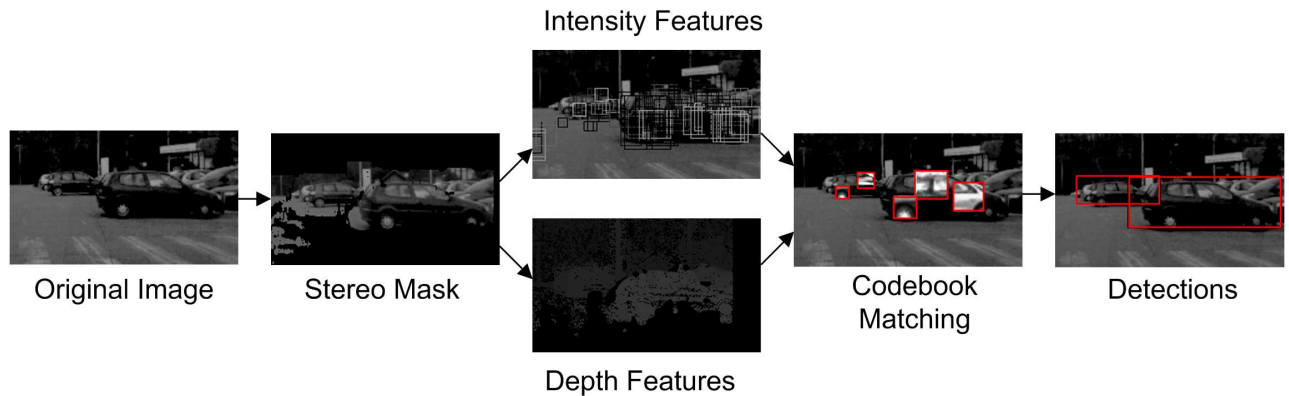 Intensity Features
Original Image
Stereo Mask
Codebook
Matching
Detections
Depth Features